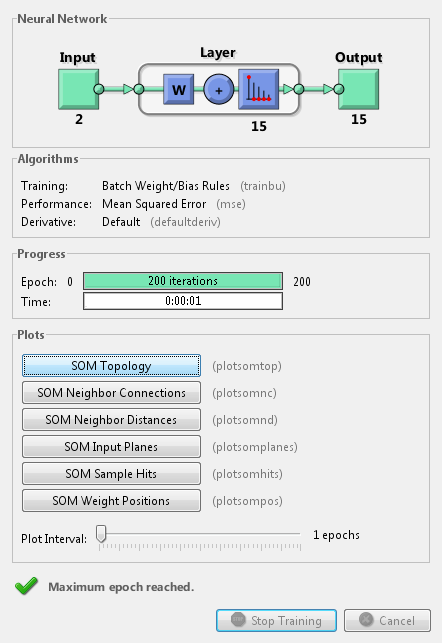 Neural Network
Input
Layer
Output
W
+
2
15
15
Algorithms
Training: Batch Weight/Bias Rules (trainbu)
Performance: Mean Squared Error (mse)
Derivative: Default (defaultderiv)
Progress
Epoch: 0 200 iterations 200
Time: 0:00:01
Plots
SOM Topology (plotsomtop)
SOM Neighbor Connections (plotsomnc)
SOM Neighbor Distances (plotsomnd)
SOM Input Planes (plotsomplanes)
SOM Sample Hits (plotsomhits)
SOM Weight Positions (plotsompos)
Plot Interval: 1 epochs
Maximum epoch reached.
Stop Training
Cancel